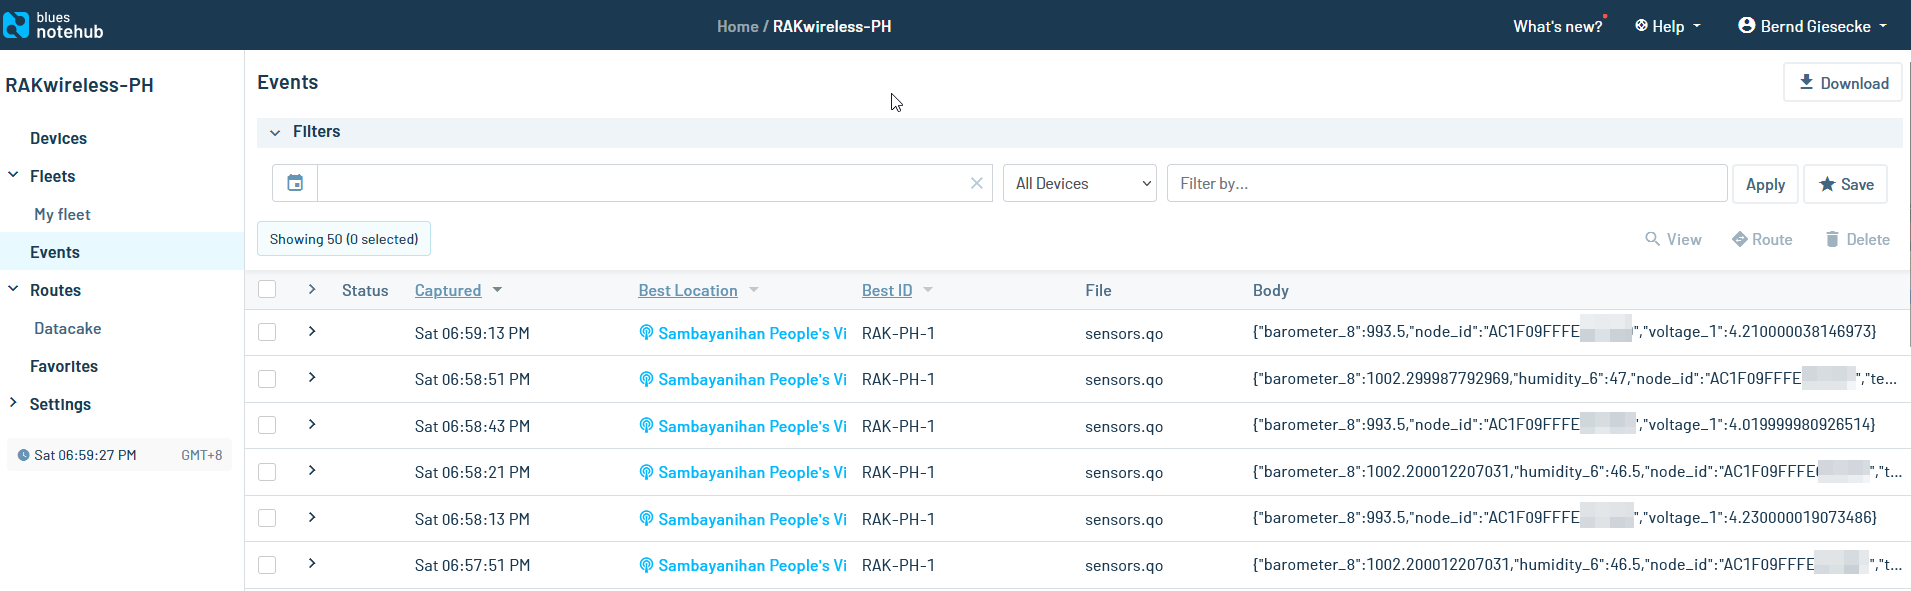 blues
notehub
Home / RAKwireless-PH
What's new?
Help
Bernd Giesecke
RAKwireless-PH
Devices
Fleets
My fleet
Events
Routes
Datacake
Favorites
Settings
Sat 06:59:27 PM GMT+8
Events
Download
Filters
All Devices
Filter by...
Apply
Save
Showing 50 (0 selected)
View
Route
Delete
Status Captured Best Location Best ID File Body
Sat 06:59:13 PM Sambayanihan People's Vi RAK-PH-1 sensors.qo {"barometer_8":993.5,"node_id":"AC1F09FFFE ","voltage_1":4.210000038146973}
Sat 06:58:51 PM Sambayanihan People's Vi RAK-PH-1 sensors.qo {"barometer_8":1002.299987792969,"humidity_6":47,"node_id":"AC1F09FFFE ","te...
Sat 06:58:43 PM Sambayanihan People's Vi RAK-PH-1 sensors.qo {"barometer_8":993.5,"node_id":"AC1F09FFFE ","voltage_1":4.019999980926514}
Sat 06:58:21 PM Sambayanihan People's Vi RAK-PH-1 sensors.qo {"barometer_8":1002.200012207031,"humidity_6":46.5,"node_id":"AC1F09FFFE ","t...
Sat 06:58:13 PM Sambayanihan People's Vi RAK-PH-1 sensors.qo {"barometer_8":993.5,"node_id":"AC1F09FFFE ","voltage_1":4.230000019073486}
Sat 06:57:51 PM Sambayanihan People's Vi RAK-PH-1 sensors.qo {"barometer_8":1002.200012207031,"humidity_6":46.5,"node_id":"AC1F09FFFE ","t...